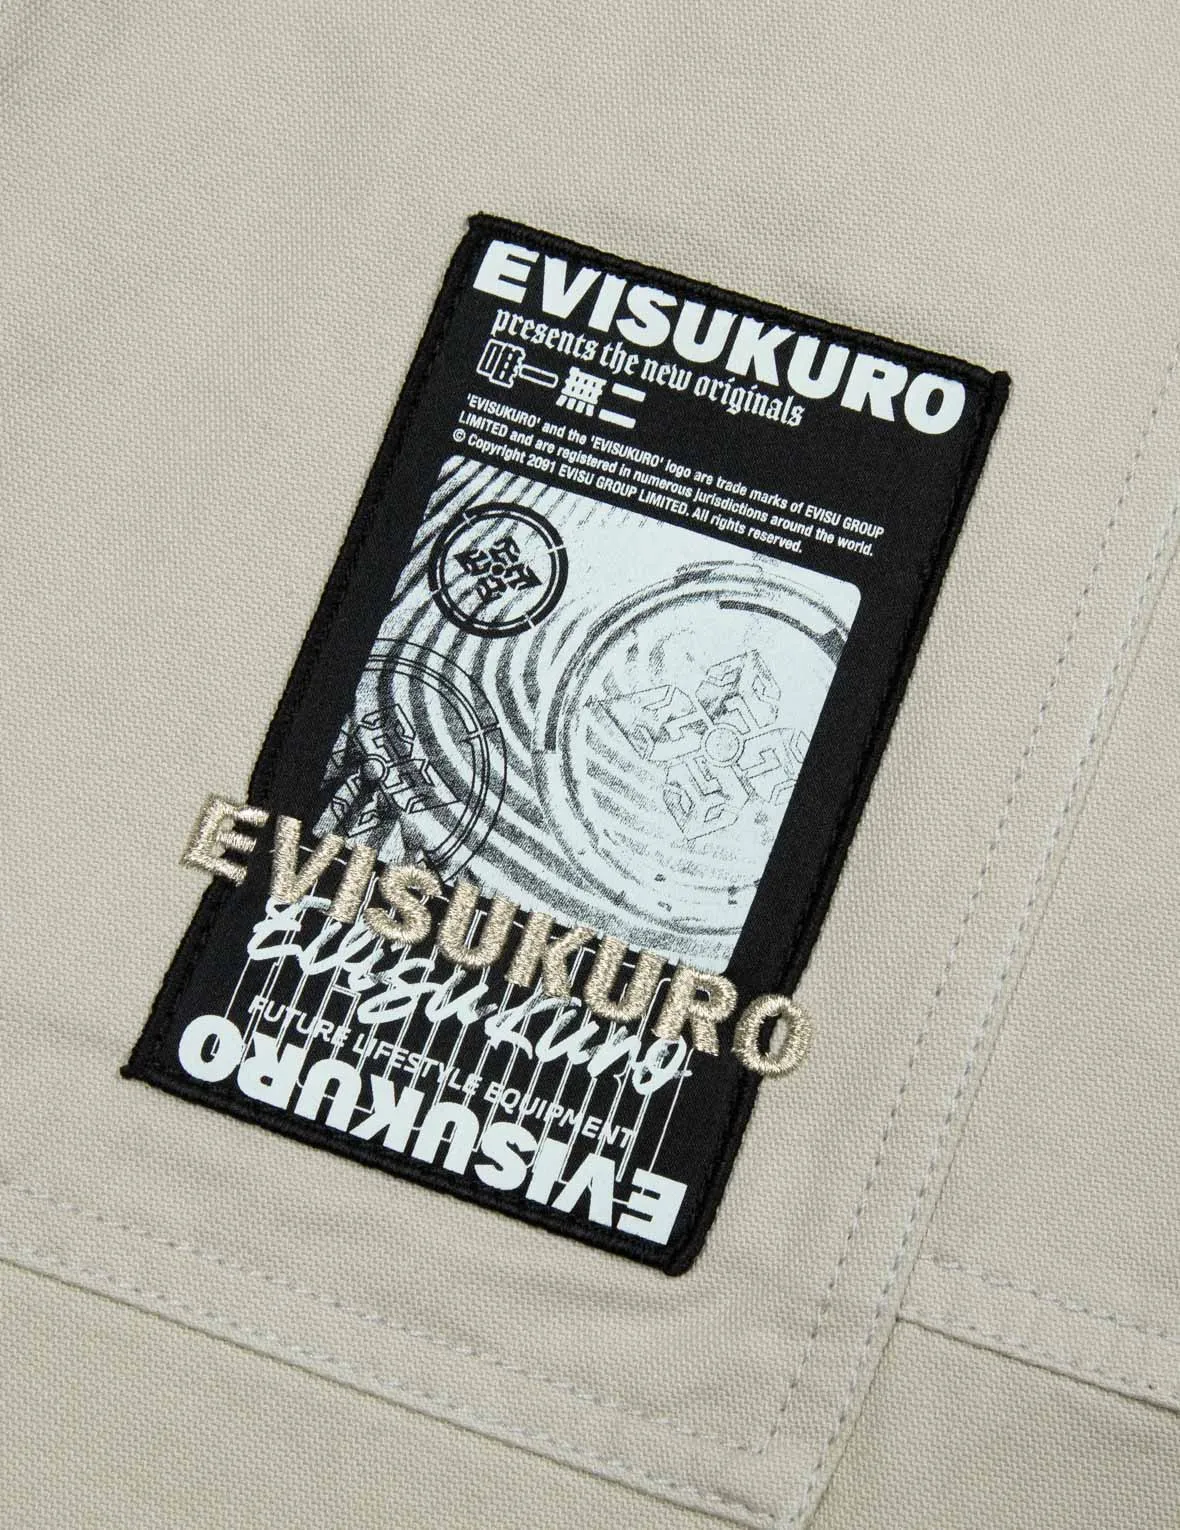 EVISUKURO
presents the new originals
唯一無二
'EVISUKURO' and the 'EVISUKURO' logo are trade marks of EVISU GROUP
LIMITED and are registered in numerous jurisdictions around the world.
© Copyright 2091 EVISU GROUP LIMITED. All rights reserved.
EVISUKURO
Evisukuro
FUTURE LIFESTYLE EQUIPMENT
EVISUKURO